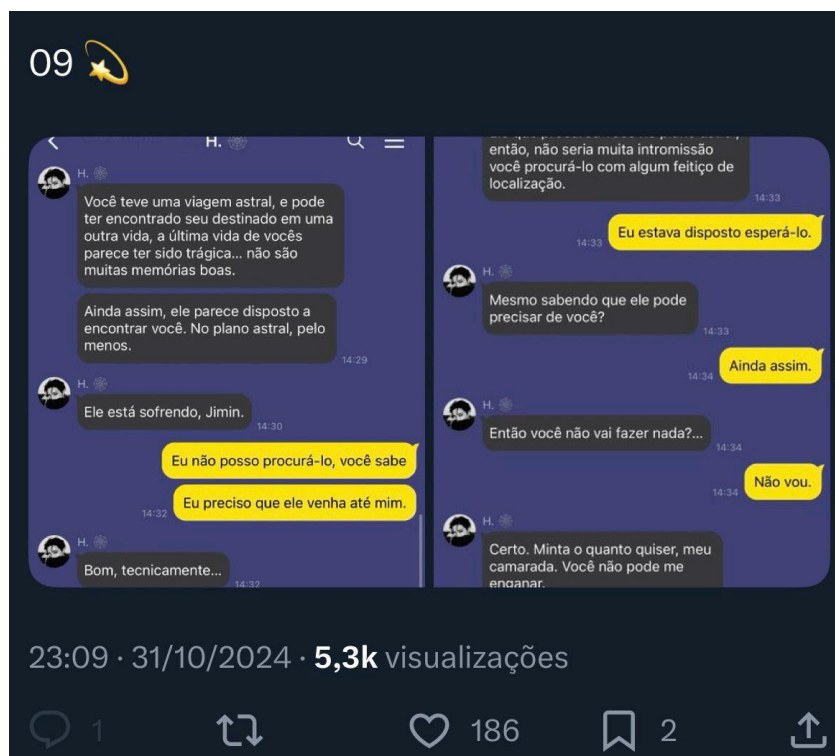 09 💫
H. 🕸
H. 🕸
Você teve uma viagem astral, e pode
ter encontrado seu destinado em uma
outra vida, a última vida de vocês
parece ter sido trágica... não são
muitas memórias boas.
Ainda assim, ele parece disposto a
encontrar você. No plano astral, pelo
menos.
14:29
H. 🕸
Ele está sofrendo, Jimin.
14:30
Eu não posso procurá-lo, você sabe
Eu preciso que ele venha até mim.
14:32
H. 🕸
Bom, tecnicamente...
14:32
então, não seria muita intromissão
você procurá-lo com algum feitiço de
localização.
14:33
Eu estava disposto esperá-lo.
14:33
H. 🕸
Mesmo sabendo que ele pode
precisar de você?
14:33
Ainda assim.
14:34
H. 🕸
Então você não vai fazer nada?...
14:34
Não vou.
14:34
H. 🕸
Certo. Minta o quanto quiser, meu
camarada. Você não pode me
enganar.
23:09 · 31/10/2024 · 5,3k visualizações
1 186 2